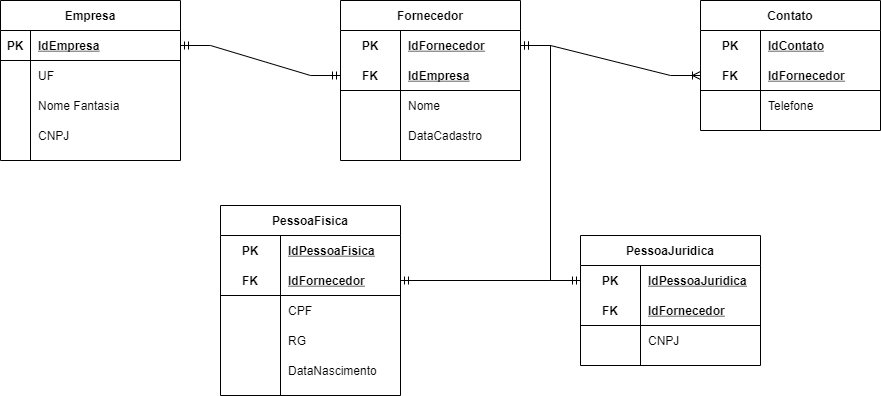 Empresa
PK IdEmpresa
UF
Nome Fantasia
CNPJ
Fornecedor
PK IdFornecedor
FK IdEmpresa
Nome
DataCadastro
Contato
PK IdContato
FK IdFornecedor
Telefone
PessoaFisica
PK IdPessoaFisica
FK IdFornecedor
CPF
RG
DataNascimento
PessoaJuridica
PK IdPessoaJuridica
FK IdFornecedor
CNPJ